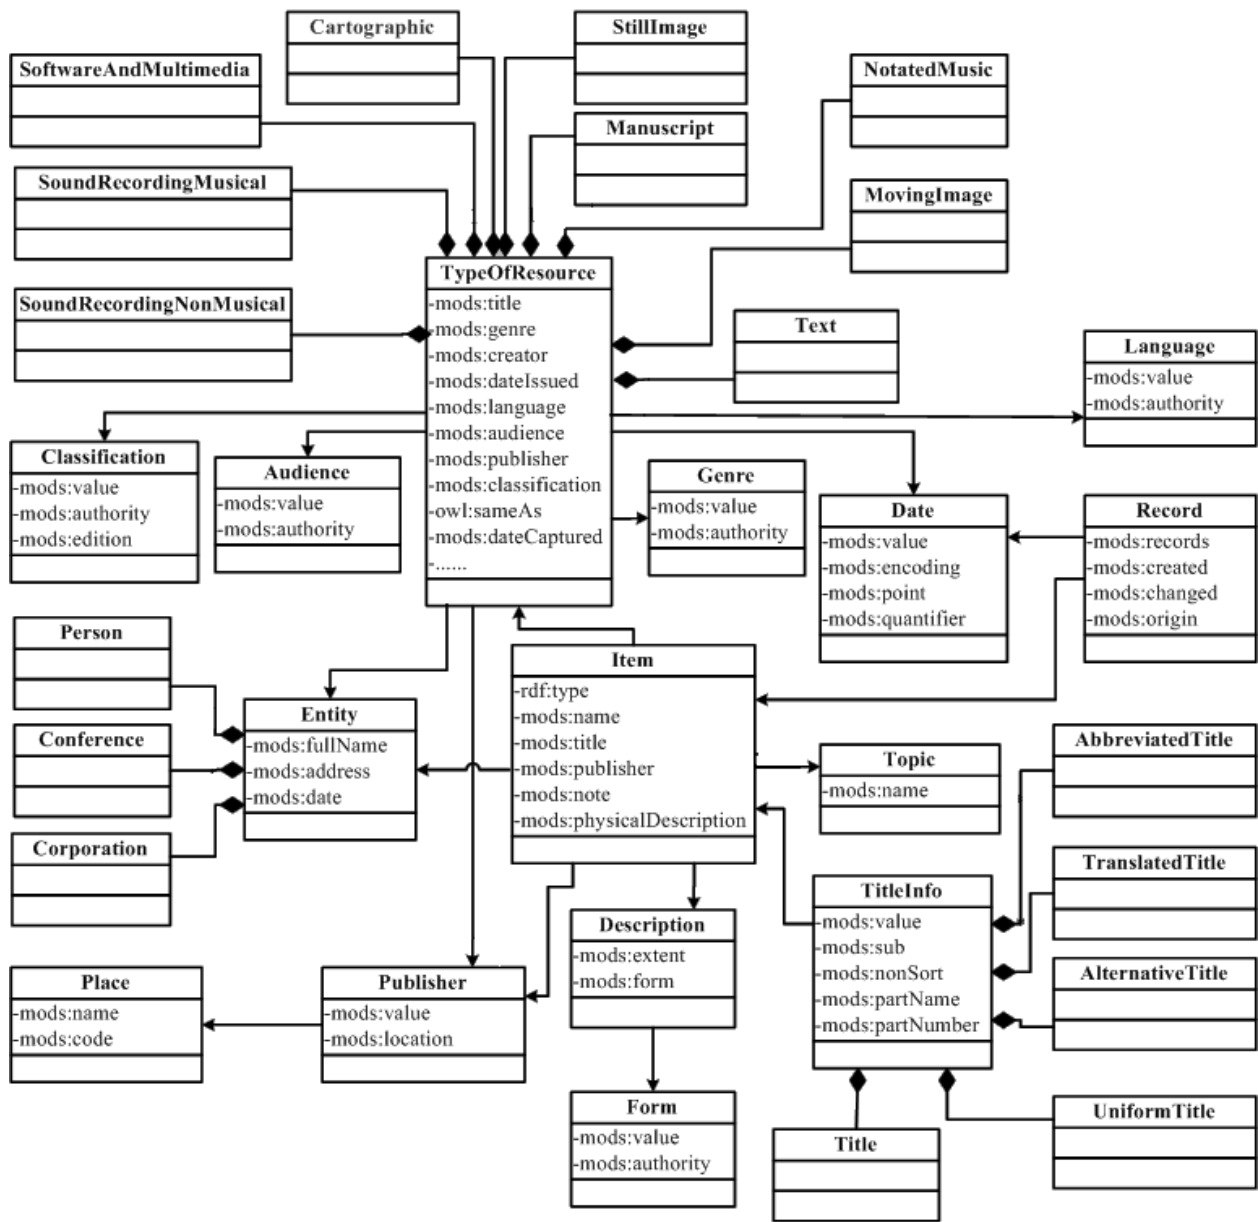 Cartographic
StillImage
SoftwareAndMultimedia
NotatedMusic
Manuscript
SoundRecordingMusical
MovingImage
TypeOfResource
-mods:title
-mods:genre
-mods:creator
-mods:dateIssued
-mods:language
-mods:audience
-mods:publisher
-mods:classification
-owl:sameAs
-mods:dateCaptured
-......
SoundRecordingNonMusical
Text
Language
-mods:value
-mods:authority
Classification
-mods:value
-mods:authority
-mods:edition
Audience
-mods:value
-mods:authority
Genre
-mods:value
-mods:authority
Date
-mods:value
-mods:encoding
-mods:point
-mods:quantifier
Record
-mods:records
-mods:created
-mods:changed
-mods:origin
Person
Item
-rdf:type
-mods:name
-mods:title
-mods:publisher
-mods:note
-mods:physicalDescription
Entity
-mods:fullName
-mods:address
-mods:date
Conference
Corporation
Topic
-mods:name
AbbreviatedTitle
TranslatedTitle
TitleInfo
-mods:value
-mods:sub
-mods:nonSort
-mods:partName
-mods:partNumber
AlternativeTitle
Description
-mods:extent
-mods:form
Place
-mods:name
-mods:code
Publisher
-mods:value
-mods:location
Form
-mods:value
-mods:authority
Title
UniformTitle